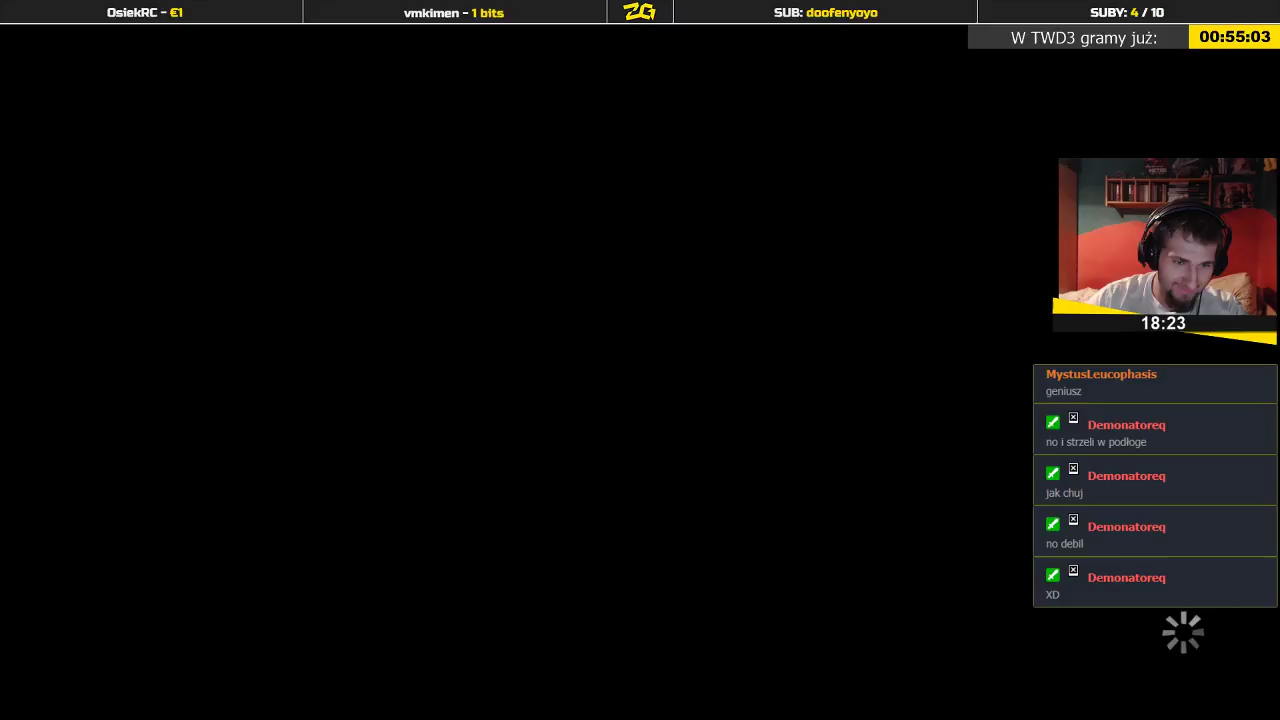 OsiekRC - €1
vmkimen - 1 bits
ZG
SUB: doofenyoyo
SUBY: 4 / 10
W TWD3 gramy już:
00:55:03
18:23
MystusLeucophasis
geniusz
Demonatoreq
no i strzeli w podłoge
Demonatoreq
jak chuj
Demonatoreq
no debil
Demonatoreq
XD